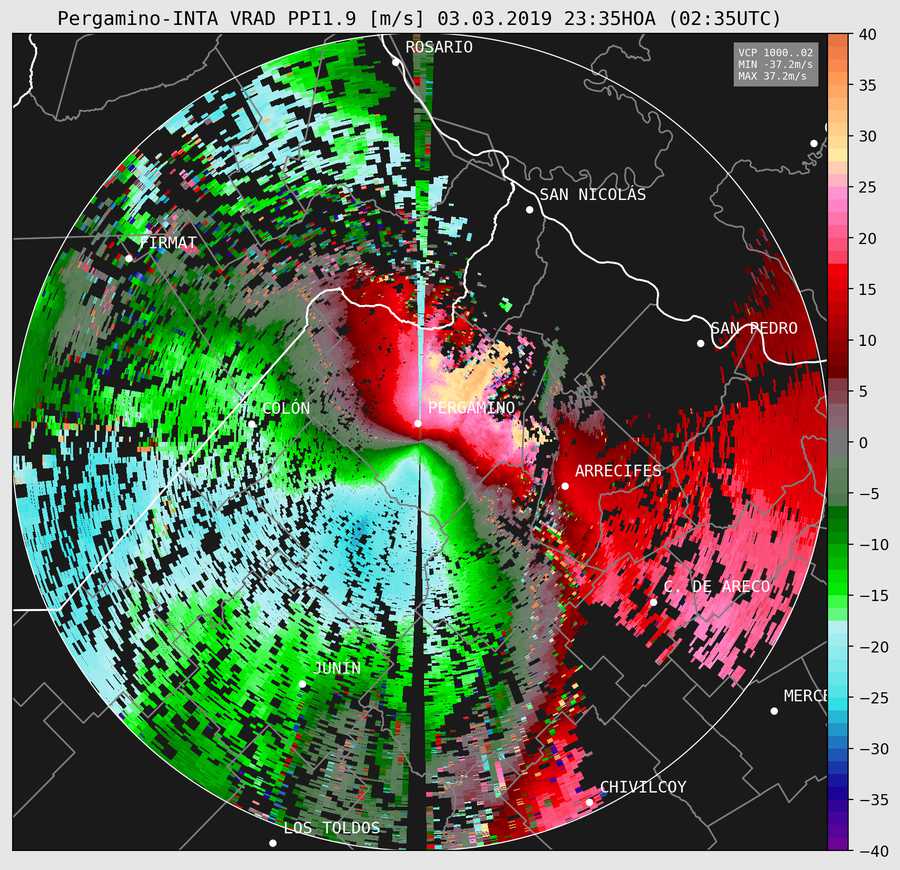 Pergamino-INTA VRAD PPI1.9 [m/s] 03.03.2019 23:35HOA (02:35UTC)
VCP 1000..02
MIN -37.2m/s
MAX 37.2m/s
ROSARIO
SAN NICOLÁS
FIRMAT
SAN PEDRO
COLÓN
PERGAMINO
ARRECIFES
C. DE ARECO
JUNÍN
MERCE
CHIVILCOY
LOS TOLDOS
40
35
30
25
20
15
10
5
0
−5
−10
−15
−20
−25
−30
−35
−40